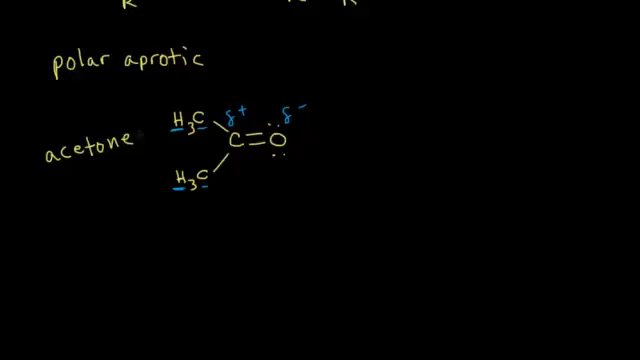 R R
polar aprotic
H₃C δ+ δ-
acetone C=O
H₃C